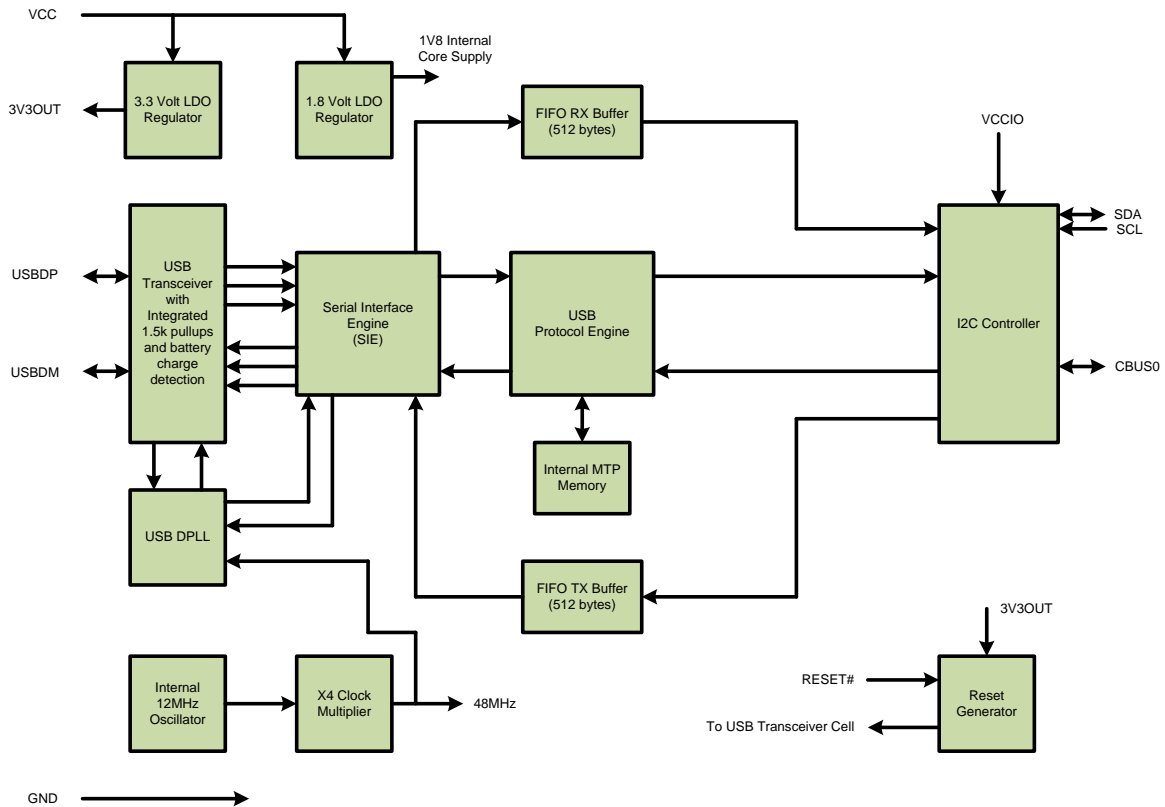 VCC
1V8 Internal
Core Supply
3V3OUT
3.3 Volt LDO
Regulator
1.8 Volt LDO
Regulator
FIFO RX Buffer
(512 bytes)
VCCIO
SDA
SCL
USBDP
USBDM
USB
Transceiver
with
Integrated
1.5k pullups
and battery
charge
detection
Serial Interface
Engine
(SIE)
USB
Protocol Engine
I2C Controller
CBUS0
Internal MTP
Memory
USB DPLL
FIFO TX Buffer
(512 bytes)
3V3OUT
Internal
12MHz
Oscillator
X4 Clock
Multiplier
48MHz
RESET#
To USB Transceiver Cell
Reset
Generator
GND